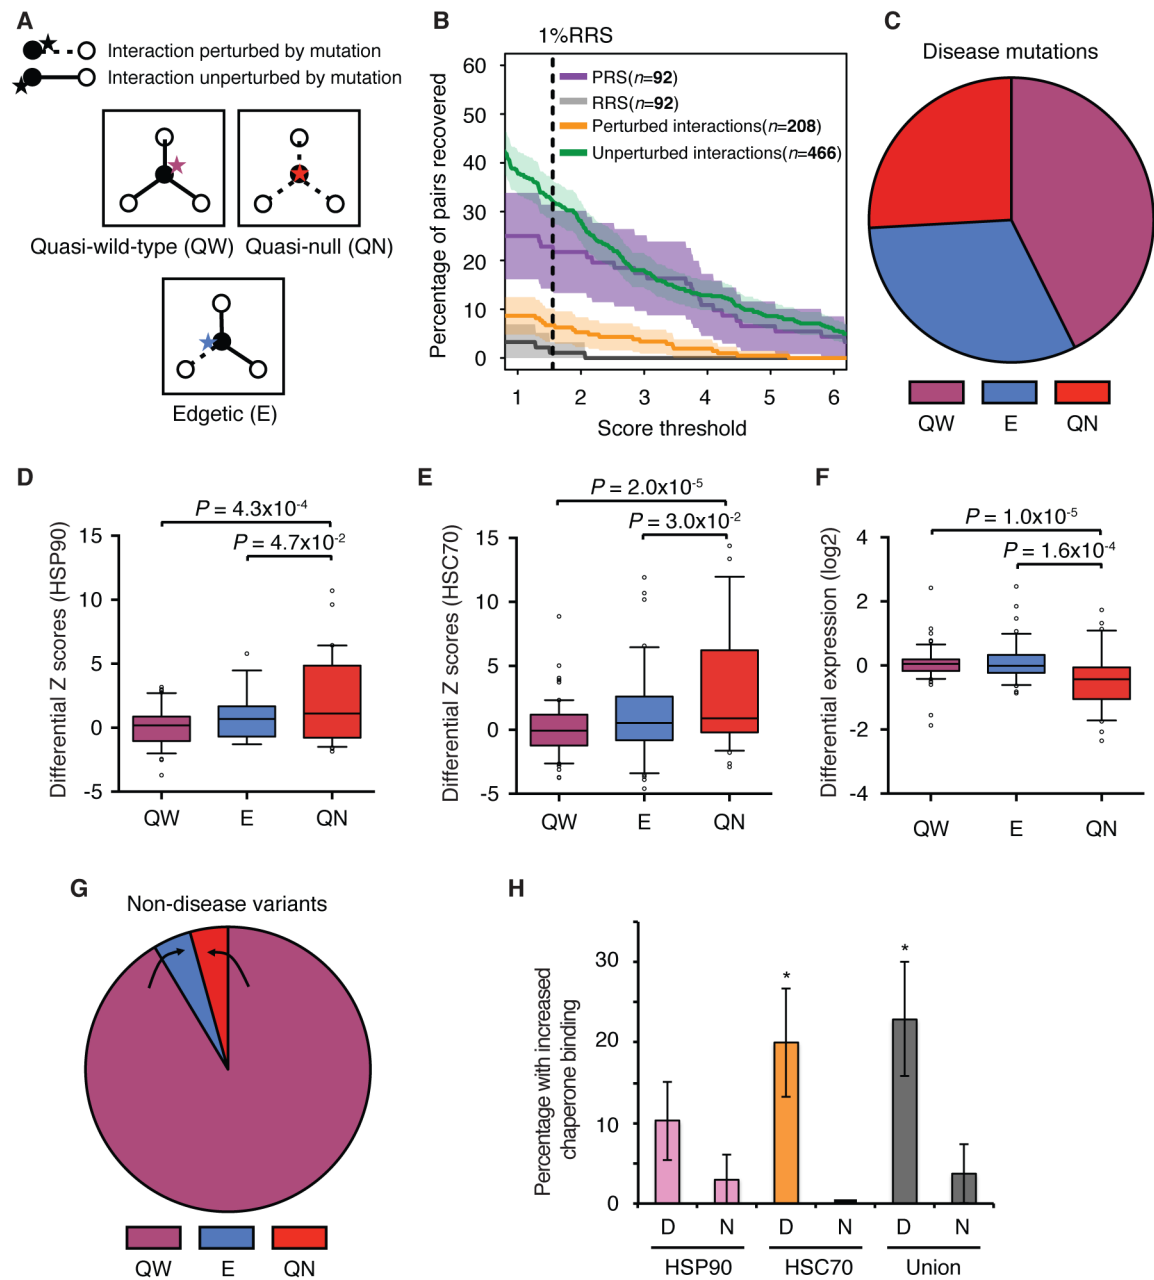 A
Interaction perturbed by mutation
Interaction unperturbed by mutation
Quasi-wild-type (QW)
Quasi-null (QN)
Edgetic (E)
B
1%RRS
PRS(n=92)
RRS(n=92)
Perturbed interactions(n=208)
Unperturbed interactions(n=466)
Percentage of pairs recovered
60
50
40
30
20
10
0
1 2 3 4 5 6
Score threshold
C
Disease mutations
QW E QN
D
P = 4.3x10-4
P = 4.7x10-2
Differential Z scores (HSP90)
15
10
5
0
-5
QW E QN
E
P = 2.0x10-5
P = 3.0x10-2
Differential Z scores (HSC70)
15
10
5
0
-5
QW E QN
F
P = 1.0x10-5
P = 1.6x10-4
Differential expression (log2)
4
2
0
-2
-4
QW E QN
G
Non-disease variants
QW E QN
H
Percentage with increased
chaperone binding
30
20
10
0
* *
D N D N D N
HSP90 HSC70 Union